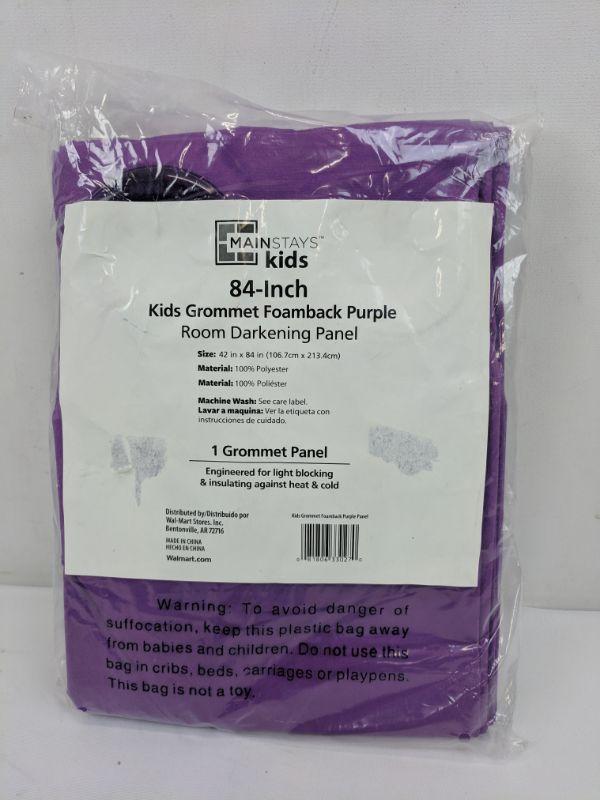 MAINSTAYS™
kids
84-Inch
Kids Grommet Foamback Purple
Room Darkening Panel
Size: 42 in x 84 in (106.7cm x 213.4cm)
Material: 100% Polyester
Material: 100% Poliéster
Machine Wash: See care label.
Lavar a maquina: Ver la etiqueta con
instrucciones de cuidado.
1 Grommet Panel
Engineered for light blocking
& insulating against heat & cold
Distributed by/Distribuido por
Wal-Mart Stores, Inc.
Bentonville, AR 72716
MADE IN CHINA
HECHO EN CHINA
Walmart.com
Kids Grommet Foamback Purple Panel
0 81806 33027 0
Warning: To avoid danger of
suffocation, keep this plastic bag away
from babies and children. Do not use this
bag in cribs, beds, carriages or playpens.
This bag is not a toy.